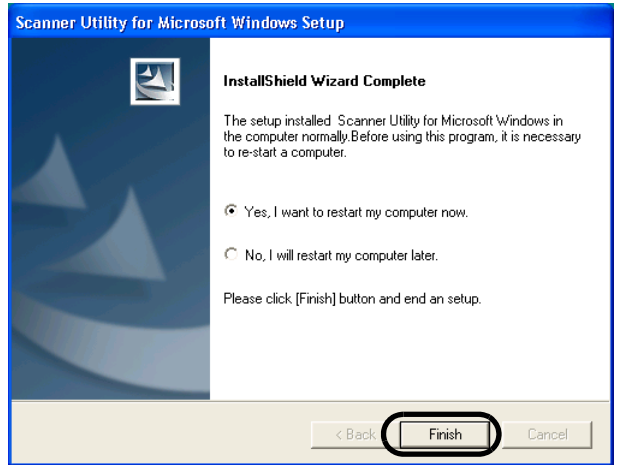 Scanner Utility for Microsoft Windows Setup
InstallShield Wizard Complete
The setup installed  Scanner Utility for Microsoft Windows in
the computer normally.Before using this program, it is necessary
to re-start a computer.
Yes, I want to restart my computer now.
No, I will restart my computer later.
Please click [Finish] button and end an setup.
< Back
Finish
Cancel